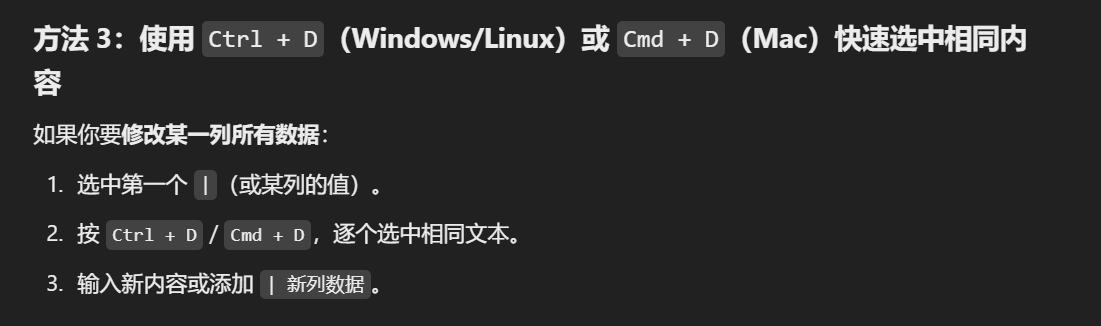 方法 3：使用 Ctrl + D（Windows/Linux）或 Cmd + D（Mac）快速选中相同内
容
如果你要修改某一列所有数据：
1. 选中第一个 |（或某列的值）。
2. 按 Ctrl + D / Cmd + D，逐个选中相同文本。
3. 输入新内容或添加 | 新列数据。